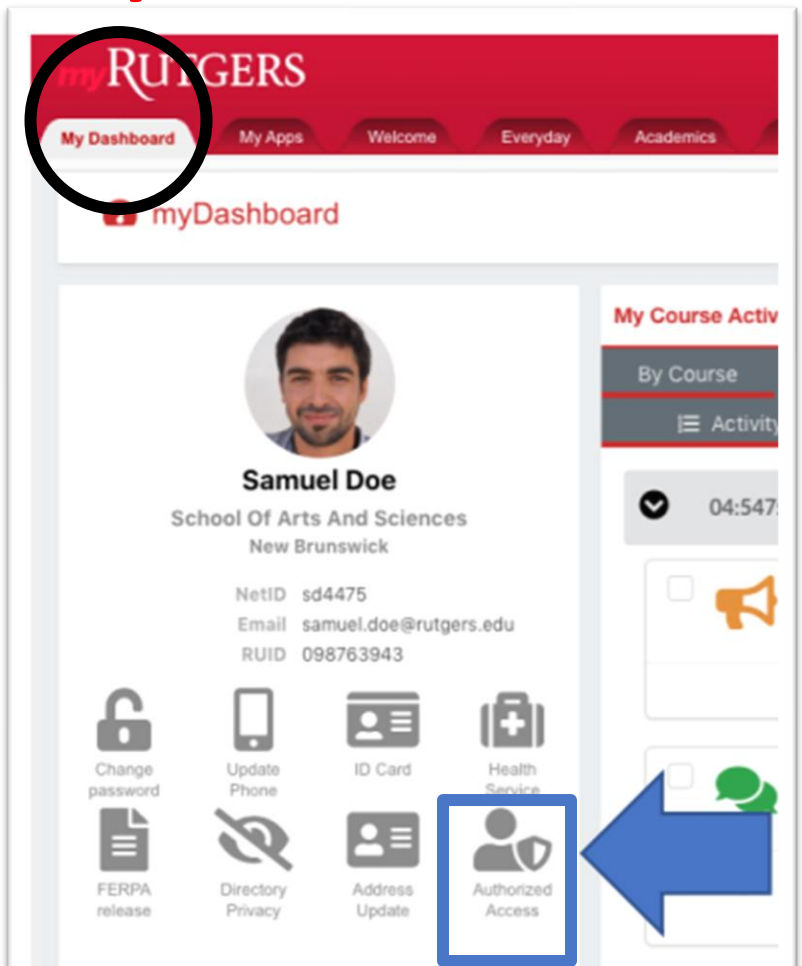 myRUTGERS
My Dashboard My Apps Welcome Everyday Academics
myDashboard
Samuel Doe
School Of Arts And Sciences
New Brunswick
NetID sd4475
Email samuel.doe@rutgers.edu
RUID 098763943
Change password
Update Phone
ID Card
Health Service
FERPA release
Directory Privacy
Address Update
Authorized Access
My Course Activ
By Course
Activity
04:547: